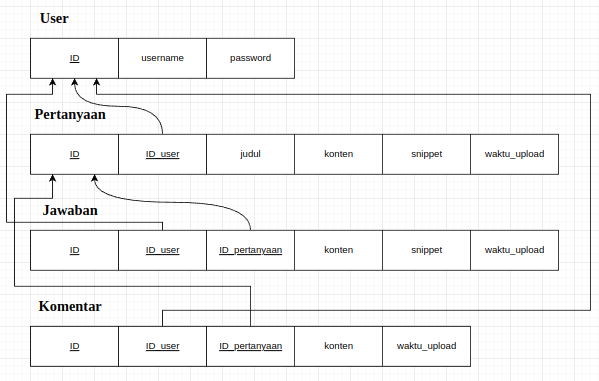 User
ID username password
Pertanyaan
ID ID_user judul konten snippet waktu_upload
Jawaban
ID ID_user ID_pertanyaan konten snippet waktu_upload
Komentar
ID ID_user ID_pertanyaan konten waktu_upload